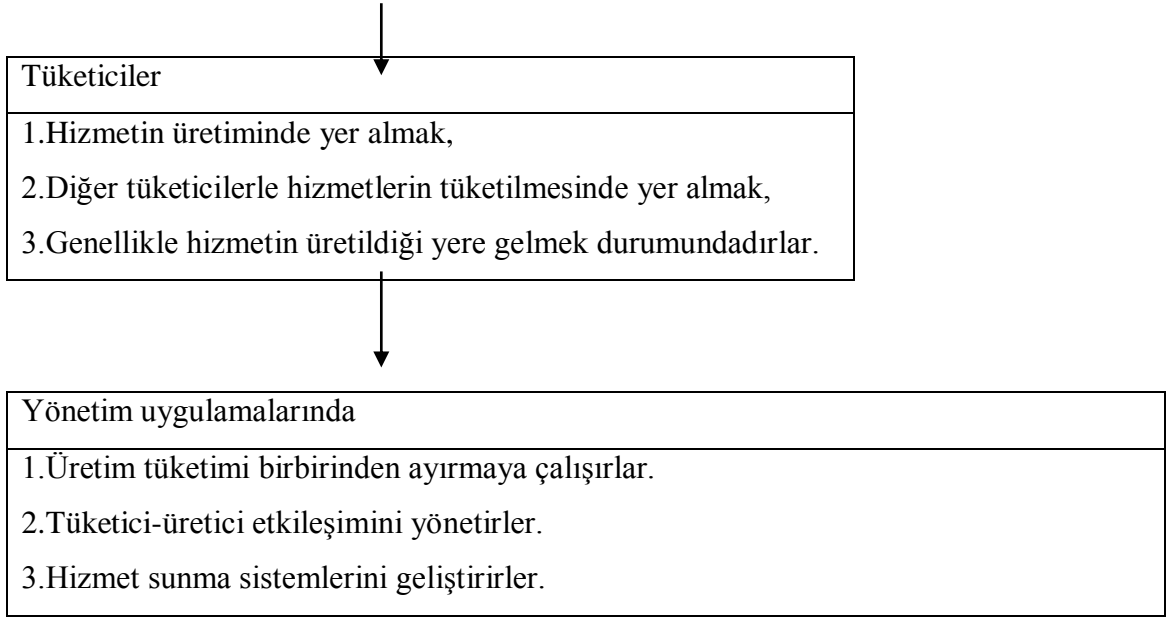 Tüketiciler
1.Hizmetin üretiminde yer almak,
2.Diğer tüketicilerle hizmetlerin tüketilmesinde yer almak,
3.Genellikle hizmetin üretildiği yere gelmek durumundadırlar.
Yönetim uygulamalarında
1.Üretim tüketimi birbirinden ayırmaya çalışırlar.
2.Tüketici-üretici etkileşimini yönetirler.
3.Hizmet sunma sistemlerini geliştirirler.